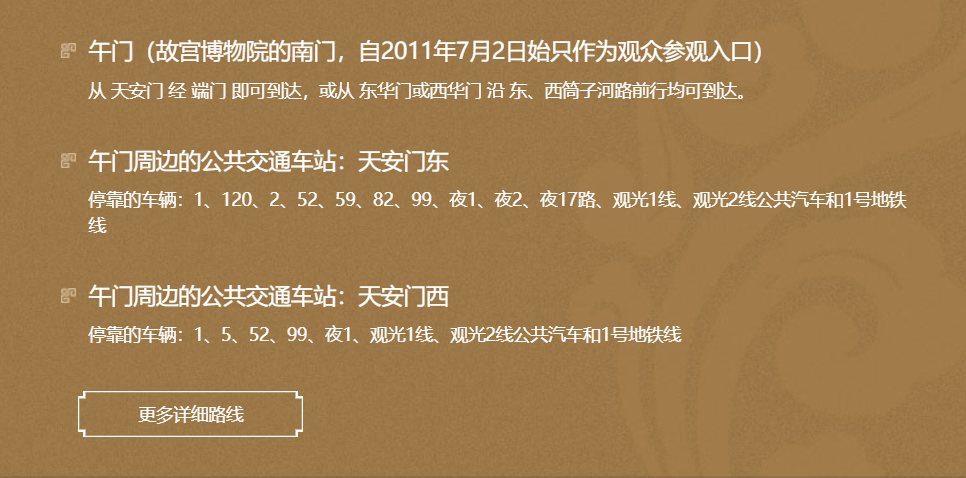 午门（故宫博物院的南门，自2011年7月2日始只作为观众参观入口）
从 天安门 经 端门 即可到达，或从 东华门或西华门 沿 东、西筒子河路前行均可到达。
午门周边的公共交通车站：天安门东
停靠的车辆：1、120、2、52、59、82、99、夜1、夜2、夜17路、观光1线、观光2线公共汽车和1号地铁
线
午门周边的公共交通车站：天安门西
停靠的车辆：1、5、52、99、夜1、观光1线、观光2线公共汽车和1号地铁线
更多详细路线